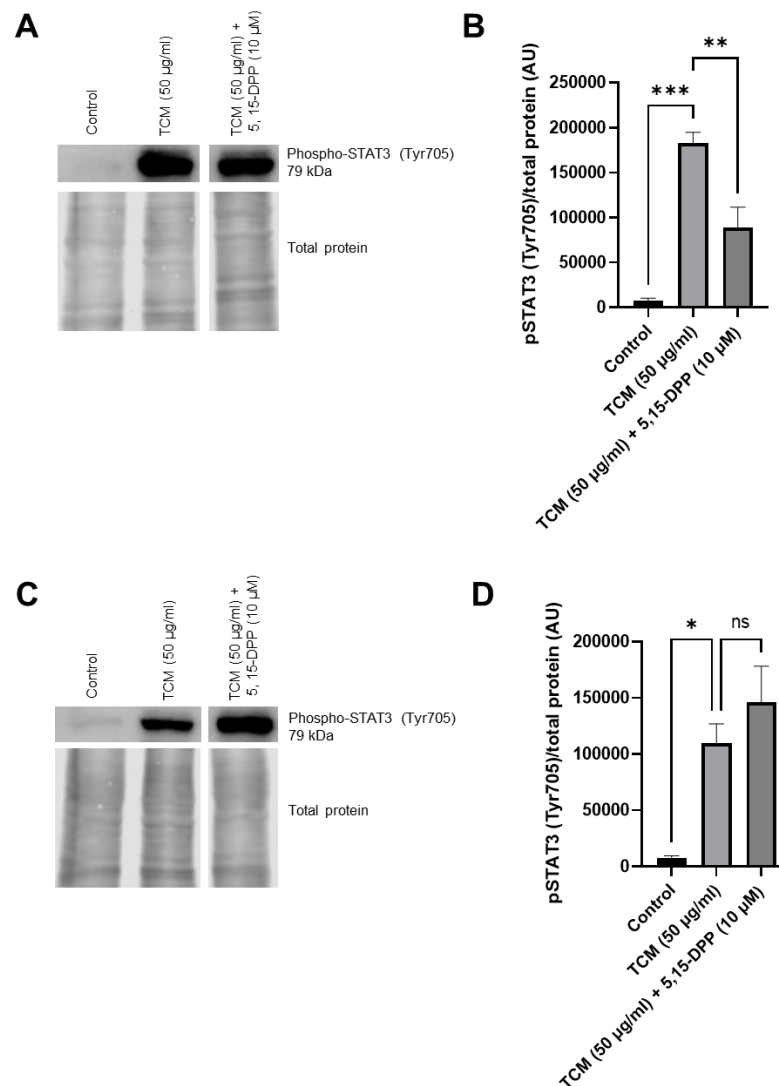 A
Control
TCM (50 µg/ml)
TCM (50 µg/ml) +
5, 15-DPP (10 µM)
Phospho-STAT3 (Tyr705)
79 kDa
Total protein
B
pSTAT3 (Tyr705)/total protein (AU)
250000
200000
150000
100000
50000
0
***
**
Control
TCM (50 µg/ml)
TCM (50 µg/ml) + 5,15-DPP (10 µM)
C
Control
TCM (50 µg/ml)
TCM (50 µg/ml) +
5, 15-DPP (10 µM)
Phospho-STAT3 (Tyr705)
79 kDa
Total protein
D
pSTAT3 (Tyr705)/total protein (AU)
200000
150000
100000
50000
0
*
ns
Control
TCM (50 µg/ml)
TCM (50 µg/ml) + 5,15-DPP (10 µM)